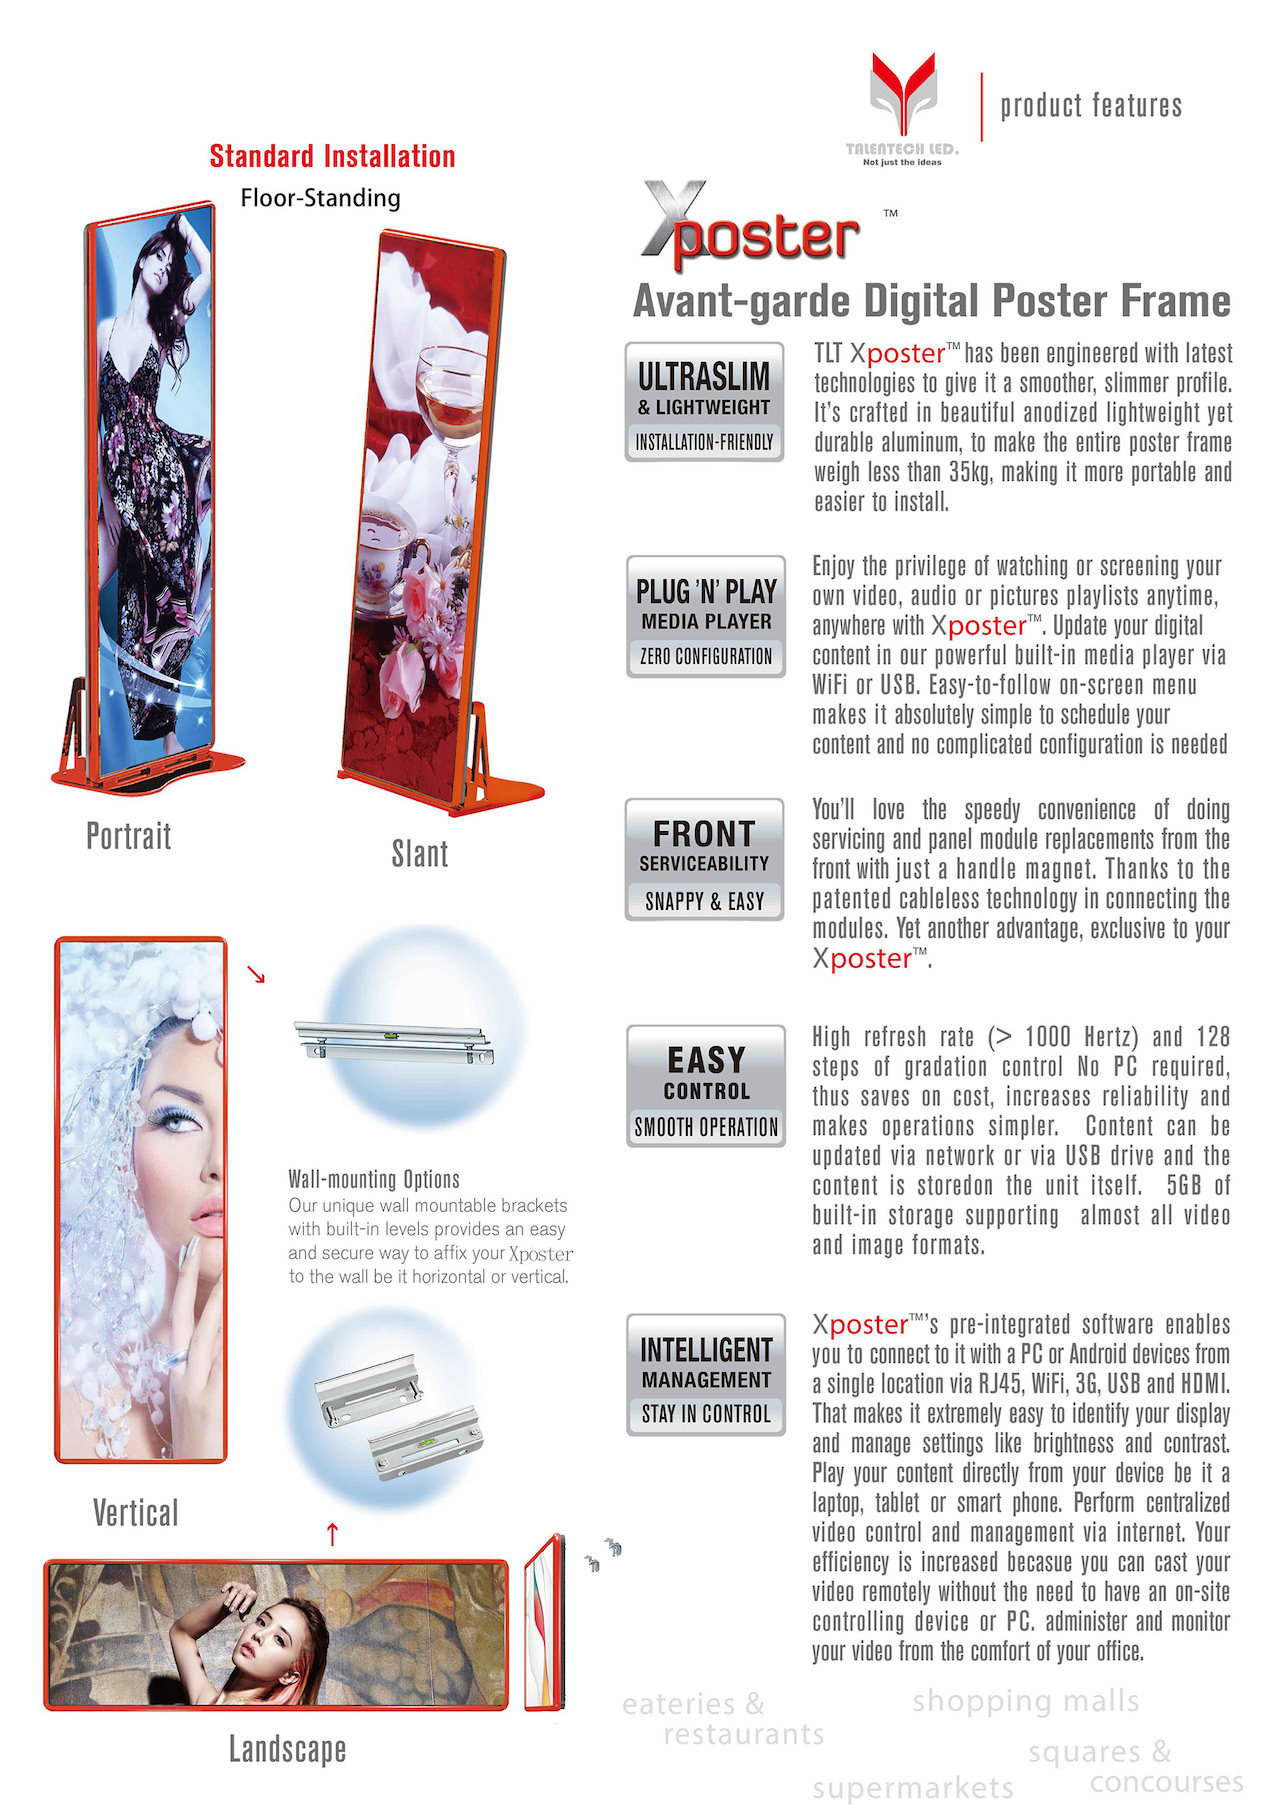 TALENTECH LED.
Not just the ideas
product features
Standard Installation
Floor-Standing
Portrait
Slant
Wall-mounting Options
Our unique wall mountable brackets
with built-in levels provides an easy
and secure way to affix your Xposter
to the wall be it horizontal or vertical.
Vertical
Landscape
Xposter TM
Avant-garde Digital Poster Frame
ULTRASLIM
& LIGHTWEIGHT
INSTALLATION-FRIENDLY
TLT Xposter™ has been engineered with latest
technologies to give it a smoother, slimmer profile.
It's crafted in beautiful anodized lightweight yet
durable aluminum, to make the entire poster frame
weigh less than 35kg, making it more portable and
easier to install.
PLUG 'N' PLAY
MEDIA PLAYER
ZERO CONFIGURATION
Enjoy the privilege of watching or screening your
own video, audio or pictures playlists anytime,
anywhere with Xposter™. Update your digital
content in our powerful built-in media player via
WiFi or USB. Easy-to-follow on-screen menu
makes it absolutely simple to schedule your
content and no complicated configuration is needed
FRONT
SERVICEABILITY
SNAPPY & EASY
You'll love the speedy convenience of doing
servicing and panel module replacements from the
front with just a handle magnet. Thanks to the
patented cableless technology in connecting the
modules. Yet another advantage, exclusive to your
Xposter™.
EASY
CONTROL
SMOOTH OPERATION
High refresh rate (> 1000 Hertz) and 128
steps of gradation control No PC required,
thus saves on cost, increases reliability and
makes operations simpler. Content can be
updated via network or via USB drive and the
content is storedon the unit itself. 5GB of
built-in storage supporting almost all video
and image formats.
INTELLIGENT
MANAGEMENT
STAY IN CONTROL
Xposter™'s pre-integrated software enables
you to connect to it with a PC or Android devices from
a single location via RJ45, WiFi, 3G, USB and HDMI.
That makes it extremely easy to identify your display
and manage settings like brightness and contrast.
Play your content directly from your device be it a
laptop, tablet or smart phone. Perform centralized
video control and management via internet. Your
efficiency is increased becasue you can cast your
video remotely without the need to have an on-site
controlling device or PC. administer and monitor
your video from the comfort of your office.
eateries &
restaurants
shopping malls
squares &
concourses
supermarkets